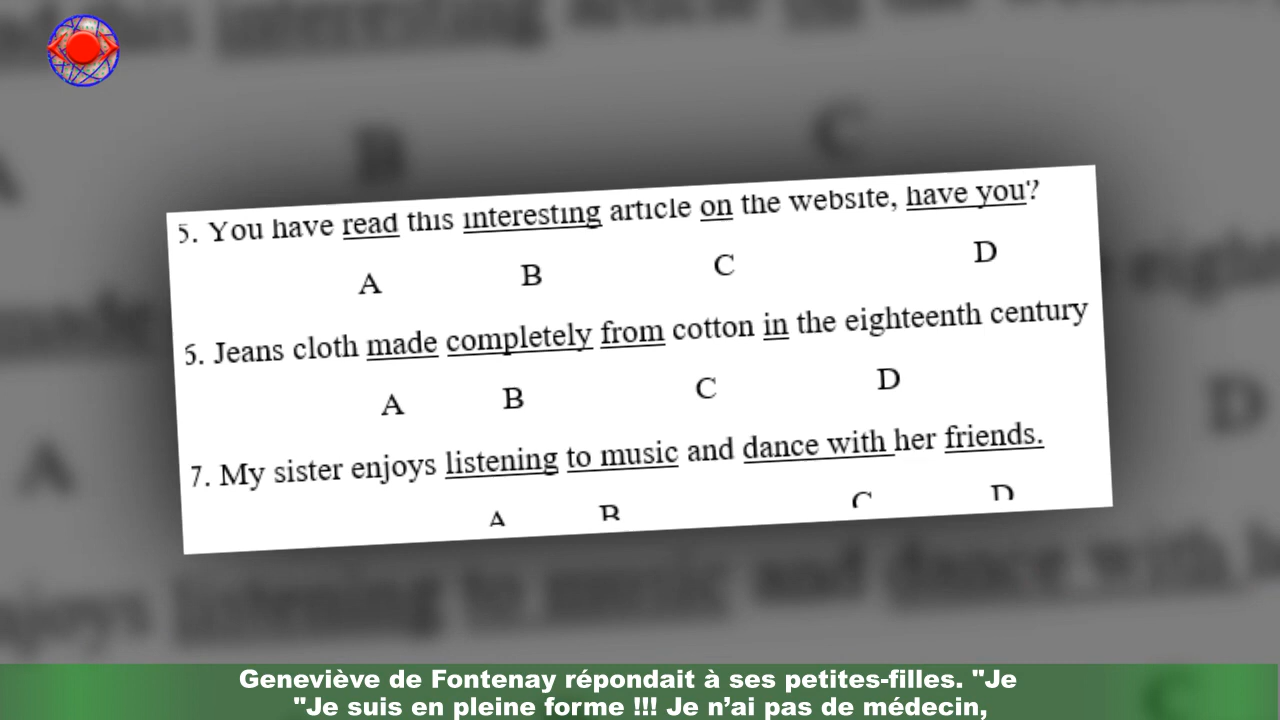 5. You have read this interesting article on the website, have you'?
A B C D
5. Jeans cloth made completely from cotton in the eighteenth century
A B C D
7. My sister enjoys listening to music and dance with her friends.
A B C D
Geneviève de Fontenay répondait à ses petites-filles. "Je
"Je suis en pleine forme !!! Je n’ai pas de médecin,